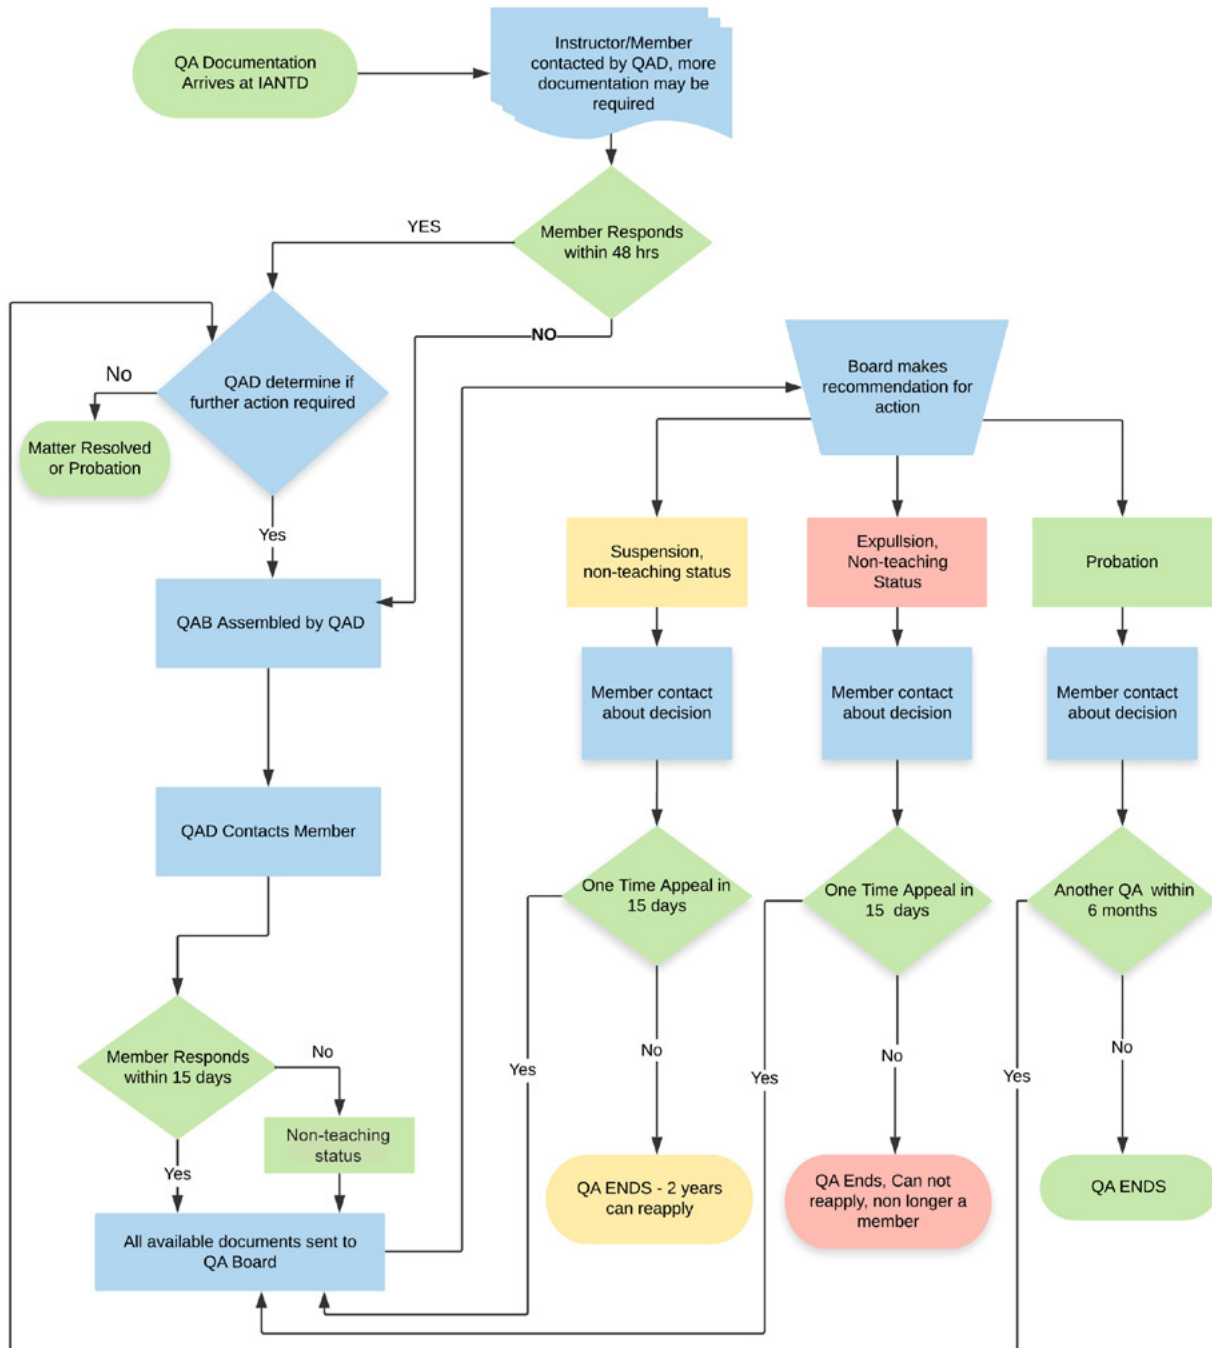 QA Documentation
Arrives at IANTD
Instructor/Member
contacted by QAD, more
documentation may be
required
Member Responds
within 48 hrs
YES
NO
QAD determine if
further action required
No
Matter Resolved
or Probation
Yes
QAB Assembled by QAD
QAD Contacts Member
Member Responds
within 15 days
No
Non-teaching
status
Yes
All available documents sent to
QA Board
Board makes
recommendation for
action
Suspension,
non-teaching status
Expullsion,
Non-teaching
Status
Probation
Member contact
about decision
Member contact
about decision
Member contact
about decision
One Time Appeal in
15 days
One Time Appeal in
15 days
Another QA within
6 months
Yes
No
Yes
No
Yes
No
QA ENDS - 2 years
can reapply
QA Ends, Can not
reapply, non longer a
member
QA ENDS